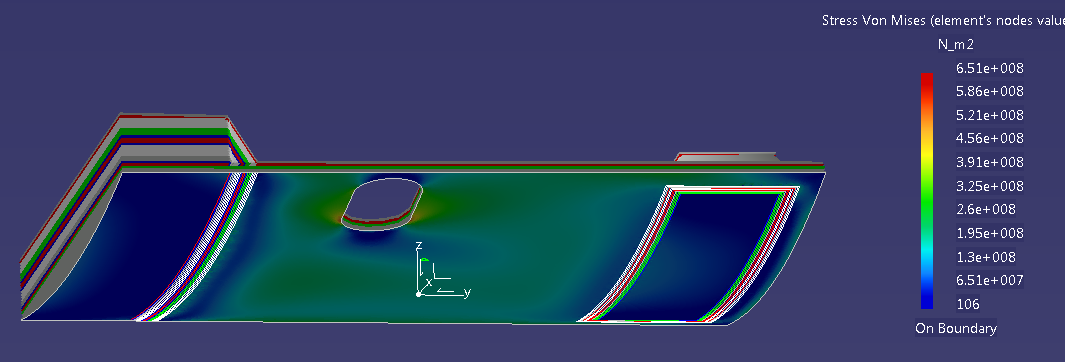 Stress Von Mises (element's nodes value
N_m2
6.51e+008
5.86e+008
5.21e+008
4.56e+008
3.91e+008
3.25e+008
2.6e+008
1.95e+008
1.3e+008
6.51e+007
106
On Boundary
z
x
y